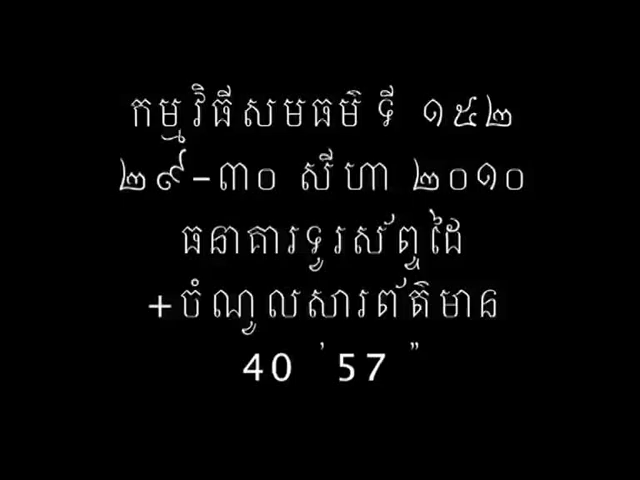 កម្មវិធីសមធម៌ ទី ១៥២
២៩-៣០ សីហា ២០១០
ធនាគារទូរស័ព្ទដៃ
+ចំណូលសារព័ត៌មាន
40 ’57 ”